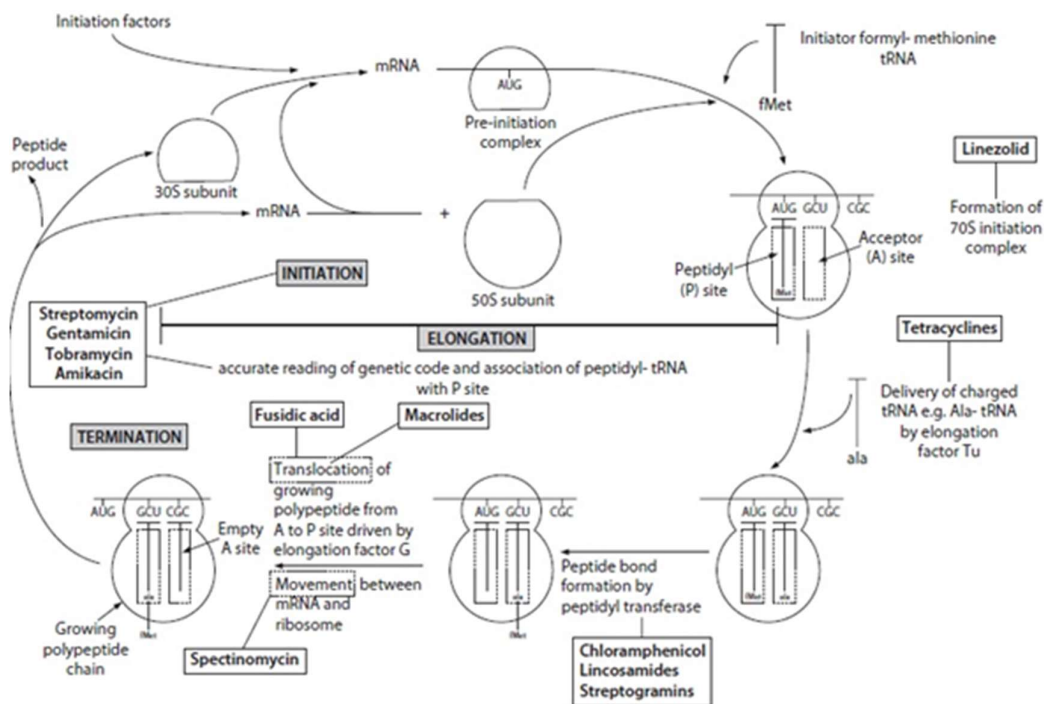 Initiation factors
mRNA
AUG
Pre-initiation
complex
Initiator formyl- methionine
tRNA
fMet
Peptide
product
30S subunit
mRNA
+
50S subunit
Linezolid
Formation of
70S initiation
complex
AUG GCU CGC
Acceptor
(A) site
Peptidyl
(P) site
fMet
INITIATION
Streptomycin
Gentamicin
Tobramycin
Amikacin
ELONGATION
accurate reading of genetic code and association of peptidyl- tRNA
with P site
Tetracyclines
Delivery of charged
tRNA e.g. Ala- tRNA
by elongation
factor Tu
ala
Fusidic acid
Macrolides
TERMINATION
Translocation of
growing
polypeptide from
A to P site driven by
elongation factor G
Movement between
mRNA and
ribosome
Spectinomycin
AUG GCU CGC
Empty
A site
ala
fMet
Growing
polypeptide
chain
AUG GCU CGC
ala
fMet
Peptide bond
formation by
peptidyl transferase
Chloramphenicol
Lincosamides
Streptogramins
AUG GCU CGC
fMet
ala